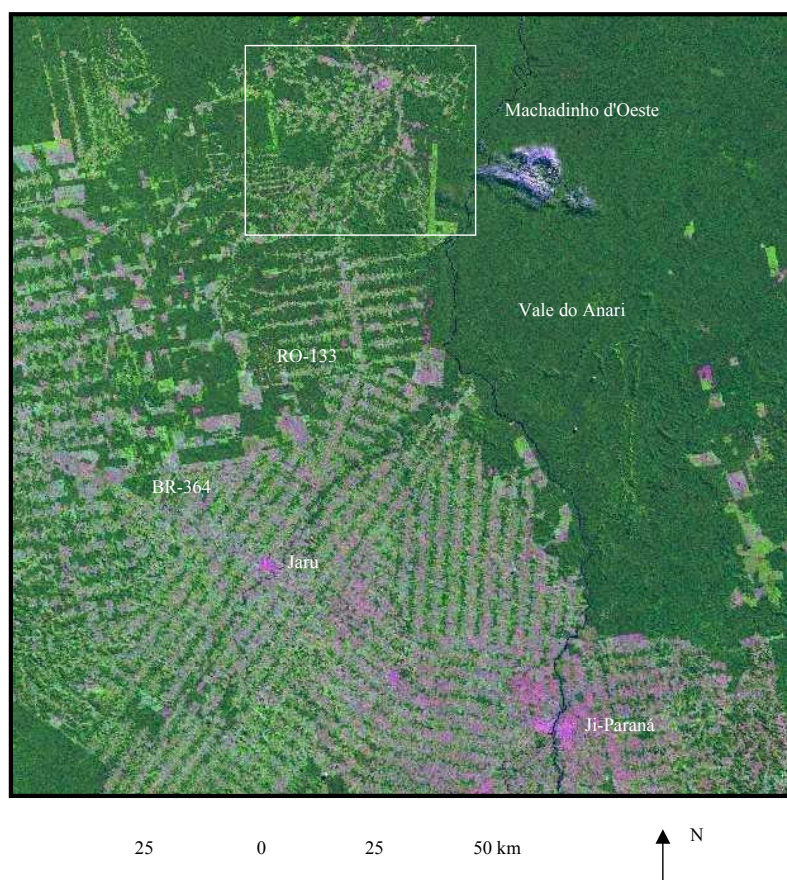 Machadinho d'Oeste
Vale do Anari
RO-133
BR-364
Jaru
Ji-Paraná
25 0 25 50 km
N